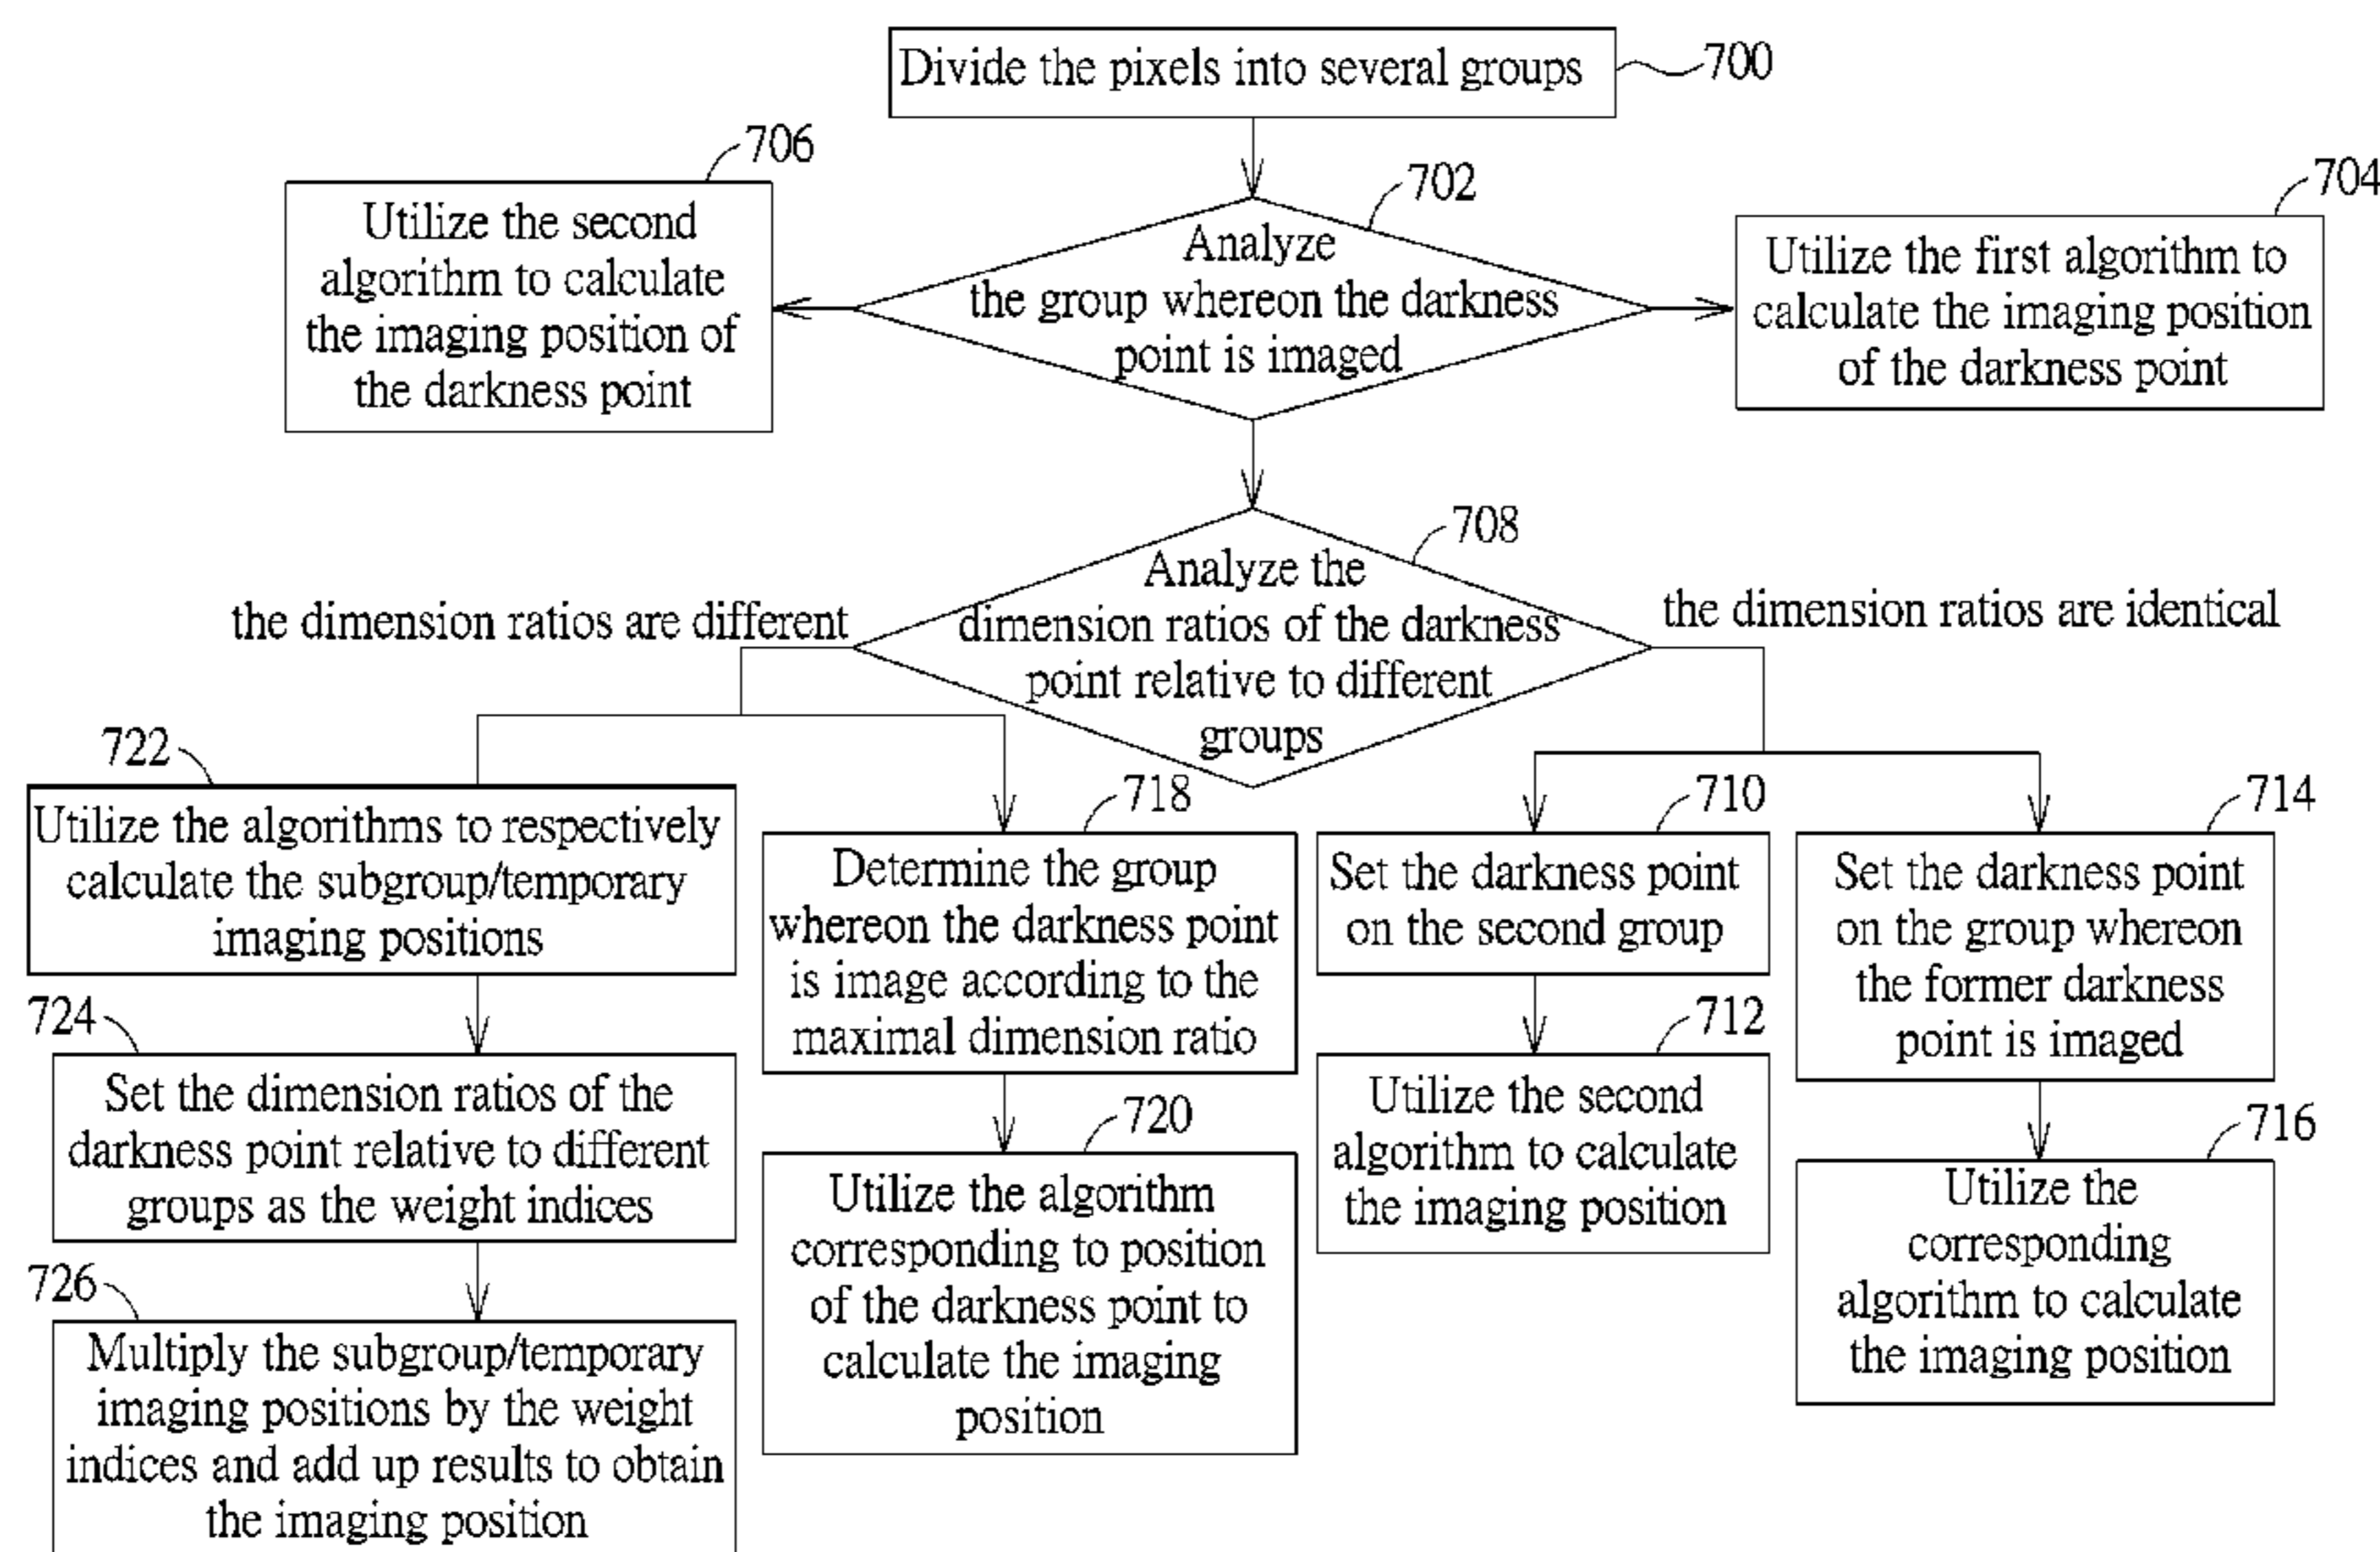 Divide the pixels into several groups
700
706
Utilize the second
algorithm to calculate
the imaging position of
the darkness point
702
Analyze
the group whereon the darkness
point is imaged
704
Utilize the first algorithm to
calculate the imaging position
of the darkness point
708
Analyze the
dimension ratios of the darkness
point relative to different
groups
the dimension ratios are different
the dimension ratios are identical
722
Utilize the algorithms to respectively
calculate the subgroup/temporary
imaging positions
724
Set the dimension ratios of the
darkness point relative to different
groups as the weight indices
726
Multiply the subgroup/temporary
imaging positions by the weight
indices and add up results to obtain
the imaging position
718
Determine the group
whereon the darkness point
is image according to the
maximal dimension ratio
720
Utilize the algorithm
corresponding to position
of the darkness point to
calculate the imaging
position
710
Set the darkness point
on the second group
712
Utilize the second
algorithm to calculate
the imaging position
714
Set the darkness point
on the group whereon
the former darkness
point is imaged
716
Utilize the
corresponding
algorithm to calculate
the imaging position